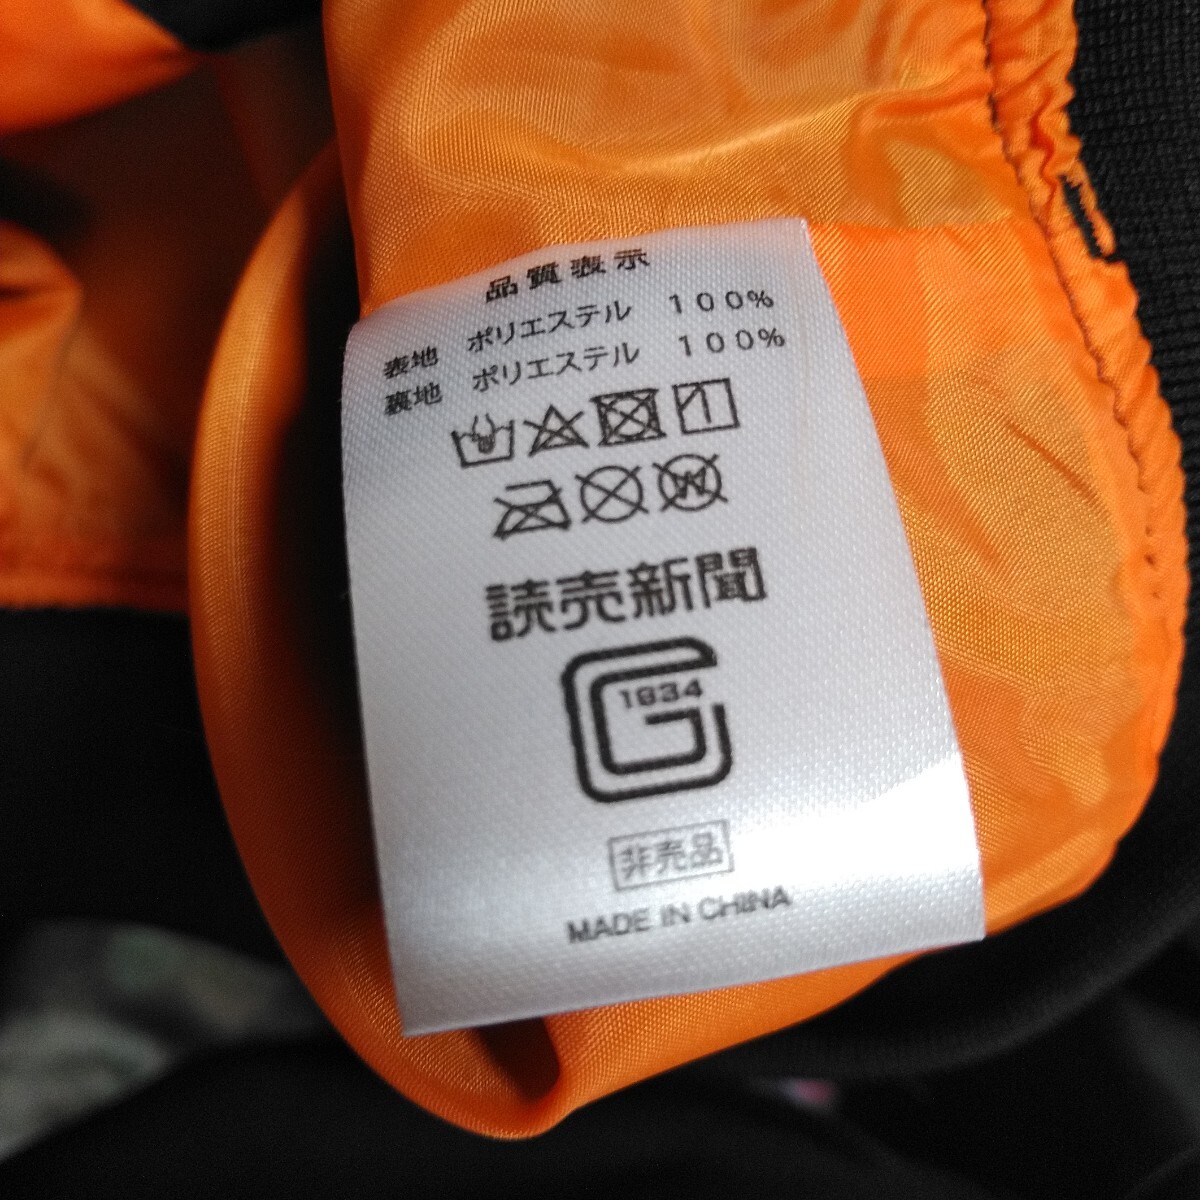 品質表示
表地 ポリエステル 100%
裏地 ポリエステル 100%
W
読売新聞
1934
G
非売品
MADE IN CHINA